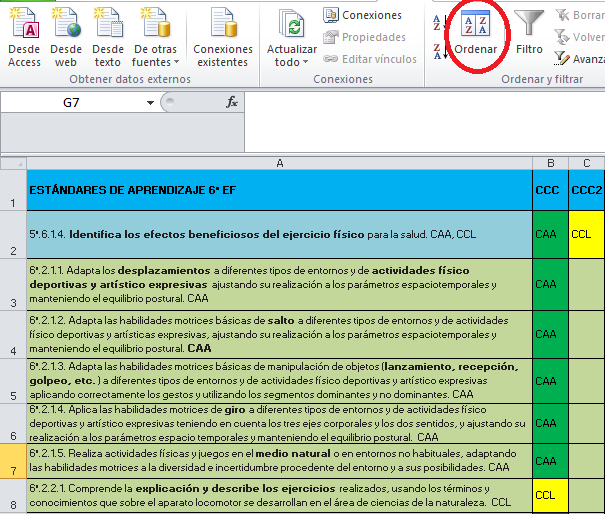 Desde Access
Desde web
Desde texto
De otras fuentes
Conexiones existentes
Obtener datos externos
Actualizar todo
Conexiones
Propiedades
Editar vínculos
Conexiones
A Z
Z A
A Z Z A
Ordenar
Filtro
Borrar
Volver
Avanza
Ordenar y filtrar
G7
fx
A B C
1 ESTÁNDARES DE APRENDIZAJE 6º EF CCC CCC2
2 5º.6.1.4. Identifica los efectos beneficiosos del ejercicio físico para la salud. CAA, CCL CAA CCL
6º.2.1.1. Adapta los desplazamientos a diferentes tipos de entornos y de actividades físico
deportivas y artístico expresivas ajustando su realización a los parámetros espaciotemporales y CAA
3 manteniendo el equilibrio postural. CAA
6º.2.1.2. Adapta las habilidades motrices básicas de salto a diferentes tipos de entornos y de actividades
físico deportivas y artísticas expresivas, ajustando su realización a los parámetros espaciotemporales y CAA
4 manteniendo el equilibrio postural. CAA
6º.2.1.3. Adapta las habilidades motrices básicas de manipulación de objetos (lanzamiento, recepción,
golpeo, etc. ) a diferentes tipos de entornos y de actividades físico deportivas y artístico expresivas CAA
5 aplicando correctamente los gestos y utilizando los segmentos dominantes y no dominantes. CAA
6º.2.1.4. Aplica las habilidades motrices de giro a diferentes tipos de entornos y de actividades físico
deportivas y artístico expresivas teniendo en cuenta los tres ejes corporales y los dos sentidos, y ajustando su CAA
6 realización a los parámetros espacio temporales y manteniendo el equilibrio postural. CAA
6º.2.1.5. Realiza actividades físicas y juegos en el medio natural o en entornos no habituales, adaptando CAA
7 las habilidades motrices a la diversidad e incertidumbre procedente del entorno y a sus posibilidades. CAA
6º.2.2.1. Comprende la explicación y describe los ejercicios realizados, usando los términos y CCL
8 conocimientos que sobre el aparato locomotor se desarrollan en el área de ciencias de la naturaleza. CCL